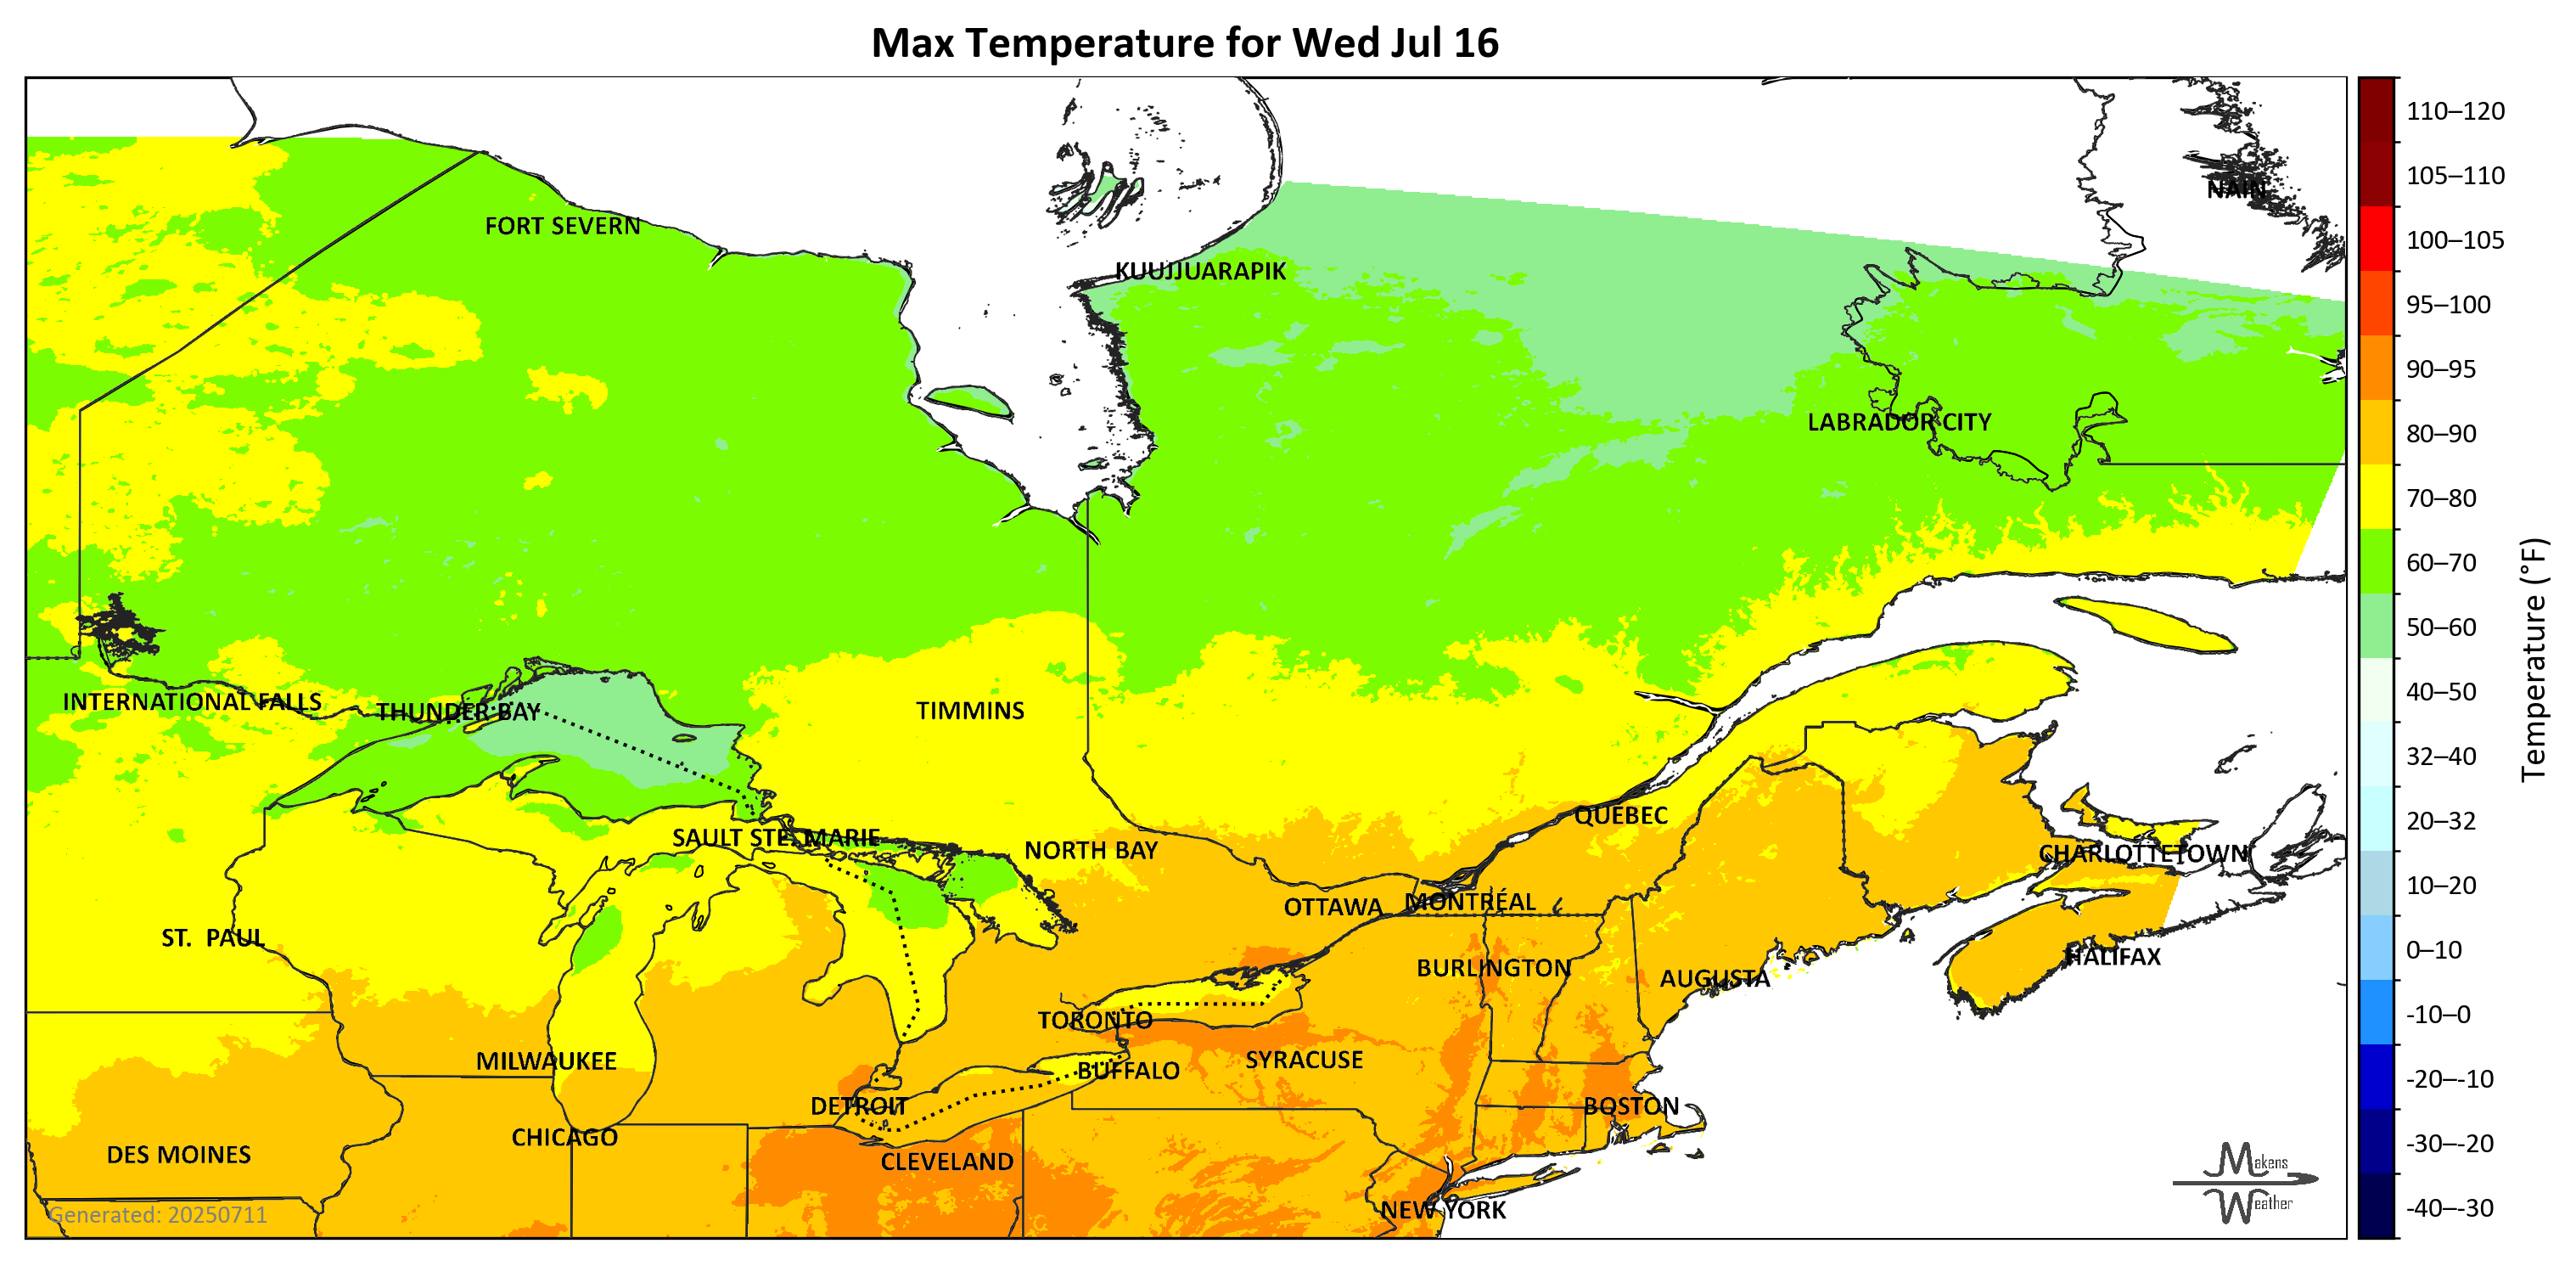 Max Temperature for Wed Jul 16
110–120
105–110
NAIN
FORT SEVERN
100–105
KUUJJUARAPIK
95–100
90–95
LABRADOR CITY
80–90
70–80
60–70
Temperature (°F)
50–60
40–50
INTERNATIONAL FALLS
THUNDER BAY
TIMMINS
32–40
QUÉBEC
20–32
SAULT STE. MARIE
NORTH BAY
CHARLOTTETOWN
10–20
OTTAWA
MONTRÉAL
ST. PAUL
0–10
HALIFAX
BURLINGTON
AUGUSTA
-10–0
TORONTO
MILWAUKEE
SYRACUSE
BUFFALO
-20–-10
DETROIT
BOSTON
CHICAGO
-30–-20
DES MOINES
CLEVELAND
Makens
Weather
-40–-30
NEW YORK
Generated: 20250711